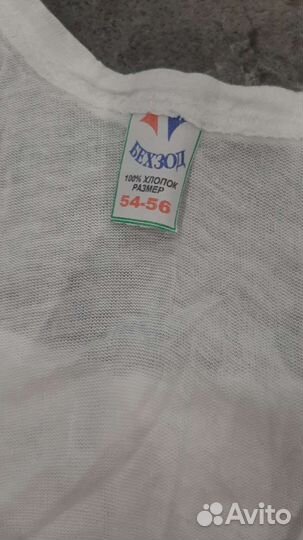 БЕХЗОД
100% ХЛОПОК
РАЗМЕР
54-56
Avito